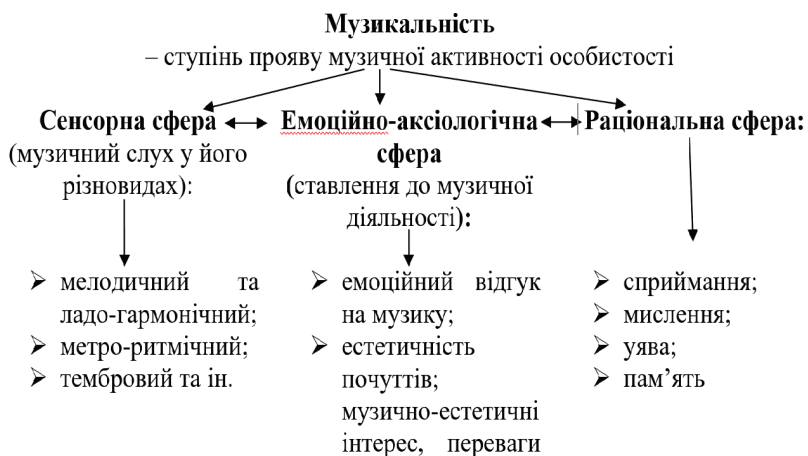 Музикальність
– ступінь прояву музичної активності особистості
Сенсорна сфера
(музичний слух у його
різновидах):
мелодичний та
ладо-гармонічний;
метро-ритмічний;
тембровий та ін.
Емоційно-аксіологічна
сфера
(ставлення до музичної
діяльності):
емоційний відгук
на музику;
естетичність
почуттів;
музично-естетичні
інтерес, переваги
Раціональна сфера:
сприймання;
мислення;
уява;
пам’ять